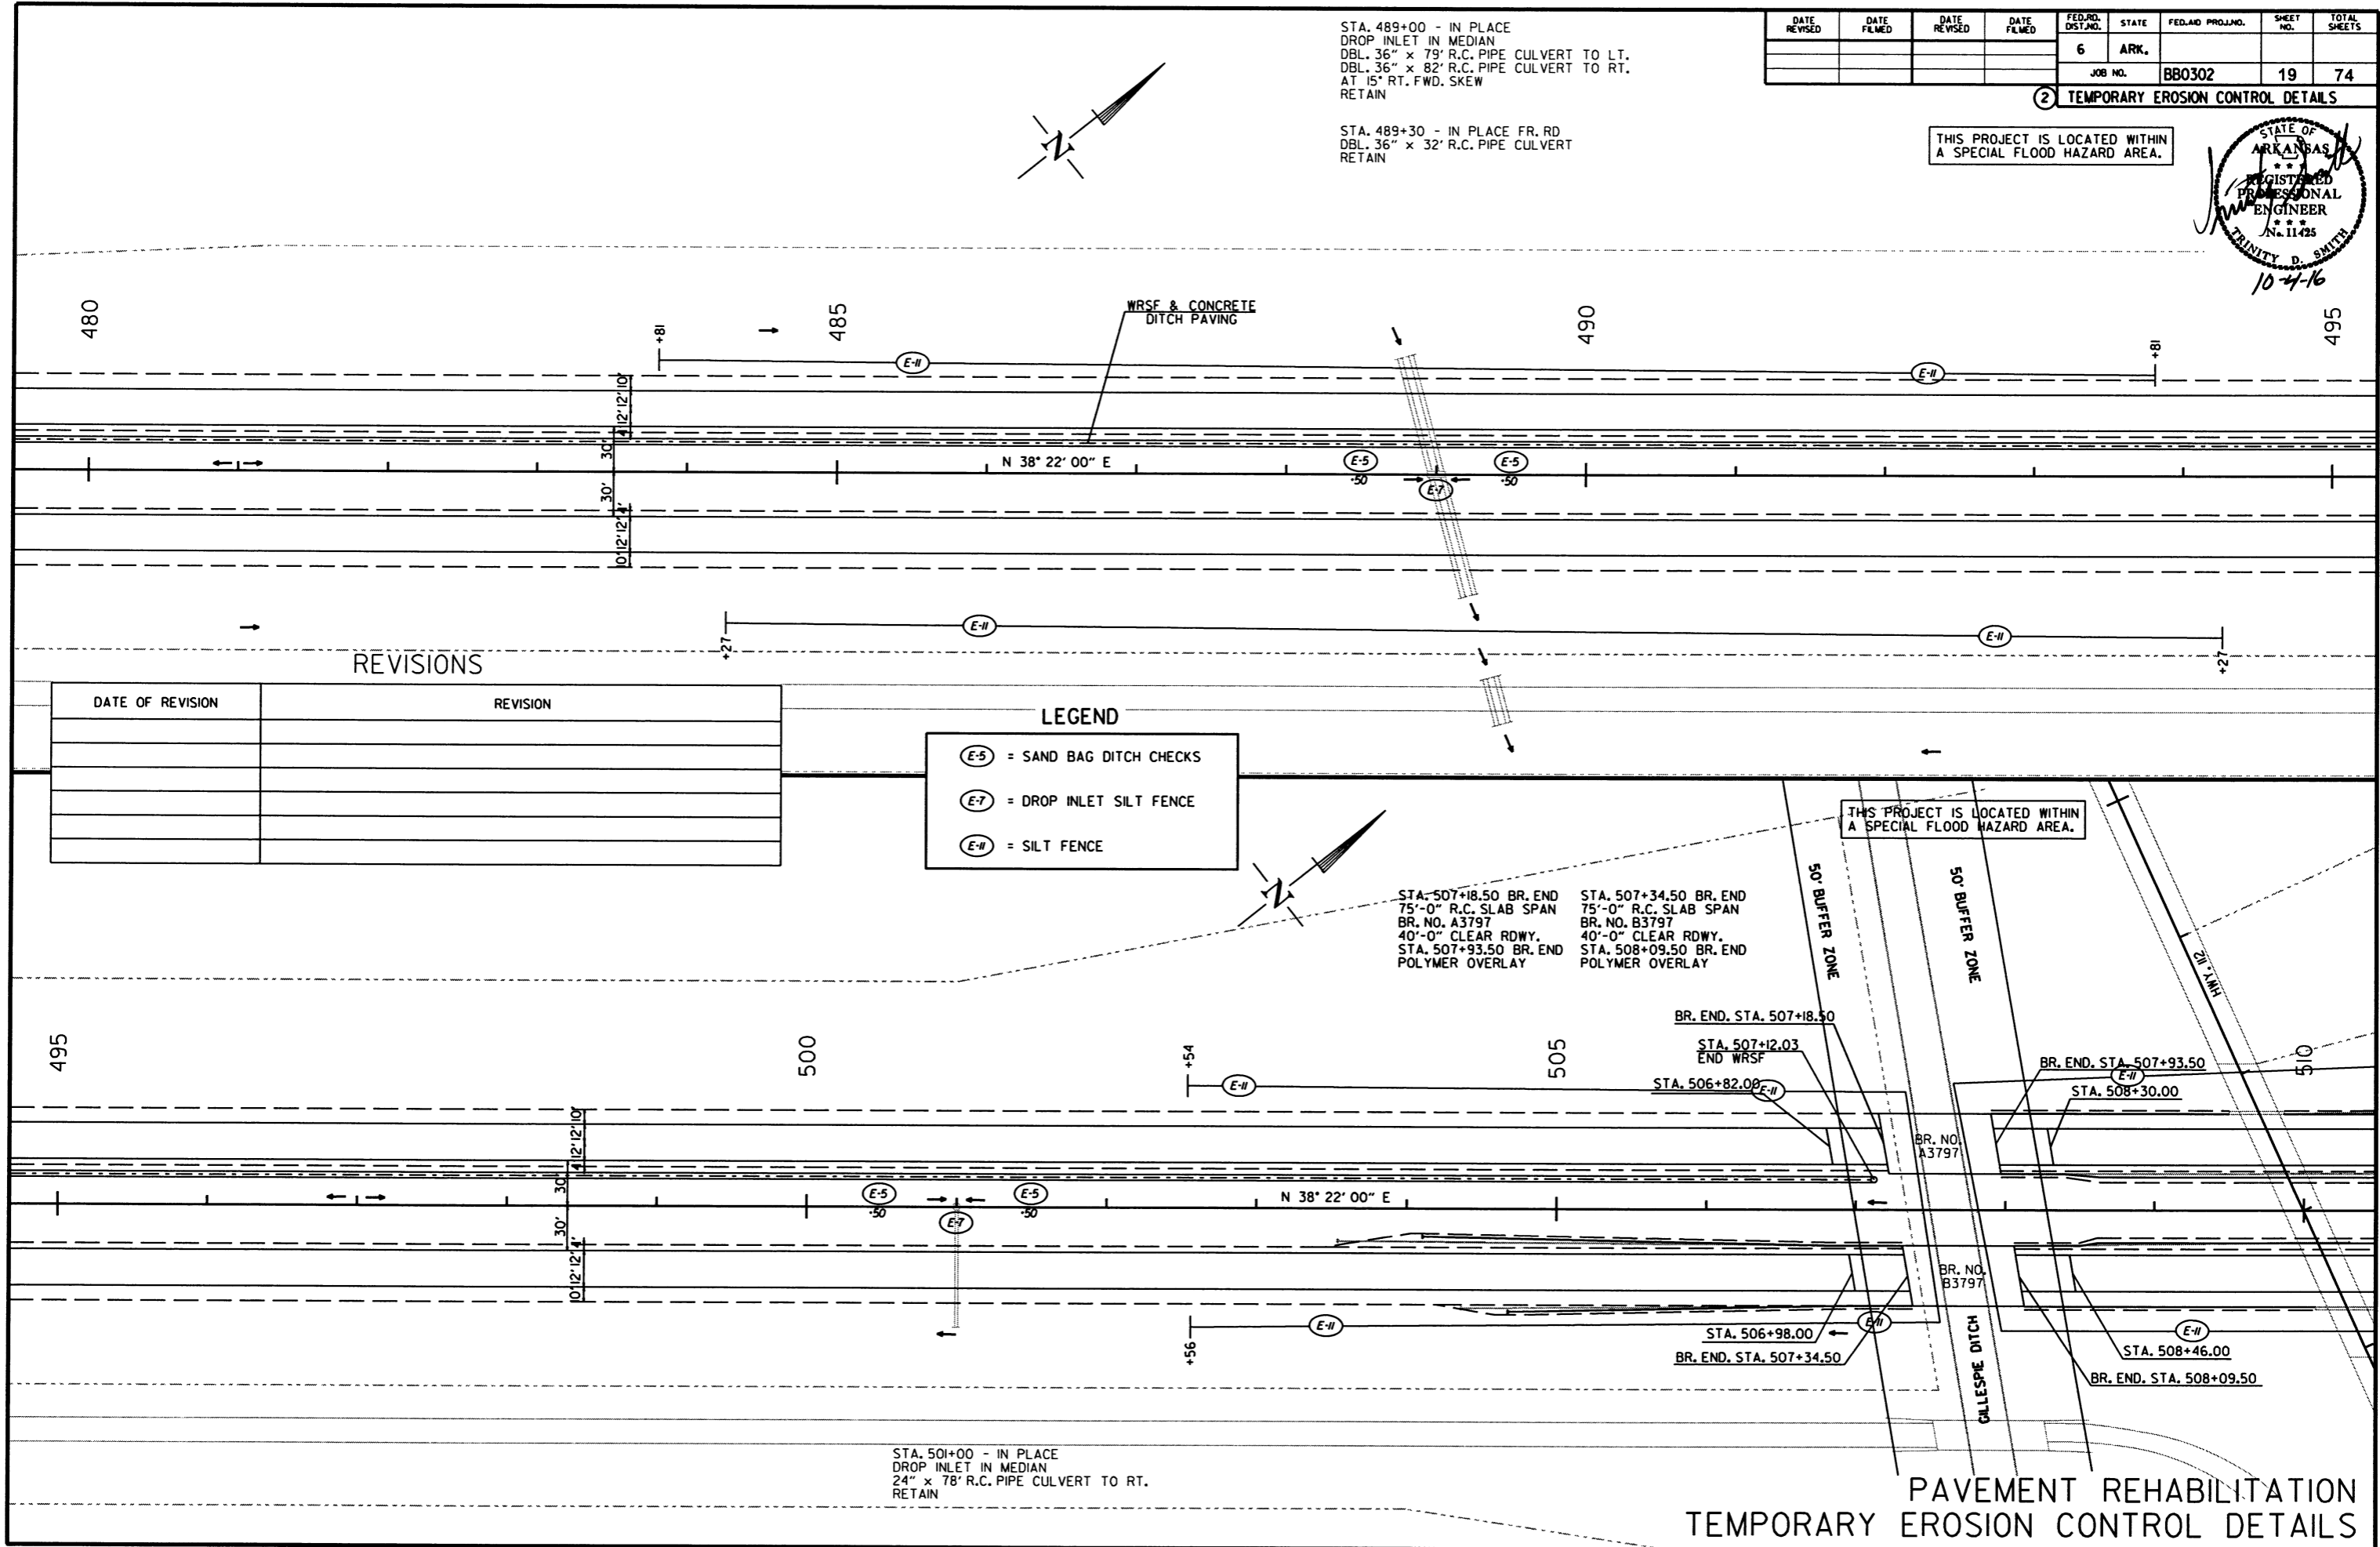 STA. 489+00 - IN PLACE
DROP INLET IN MEDIAN
DBL. 36" x 79' R.C. PIPE CULVERT TO LT.
DBL. 36" x 82' R.C. PIPE CULVERT TO RT.
AT 15° RT. FWD. SKEW
RETAIN
STA. 489+30 - IN PLACE FR. RD
DBL. 36" x 32' R.C. PIPE CULVERT
RETAIN
DATE REVISED DATE FILMED DATE REVISED DATE FILMED FED.RD. DIST.NO. STATE FED.AID PROJ.NO. SHEET NO. TOTAL SHEETS
6 ARK.
JOB NO. BB0302 19 74
2 TEMPORARY EROSION CONTROL DETAILS
THIS PROJECT IS LOCATED WITHIN
A SPECIAL FLOOD HAZARD AREA.
STATE OF
ARKANSAS
REGISTERED
PROFESSIONAL
ENGINEER
No. 11425
TRINITY D. SMITH
10-4-16
N
480
+81
485
WRSF & CONCRETE
DITCH PAVING
490
+81
495
E-11
E-11
10'
12'
12'
4'
30'
N 38° 22' 00" E
E-5
·50
E-7
E-5
·50
30'
4'
12'
12'
10'
+27
E-11
E-11
+27
REVISIONS
DATE OF REVISION REVISION
LEGEND
E-5 = SAND BAG DITCH CHECKS
E-7 = DROP INLET SILT FENCE
E-11 = SILT FENCE
THIS PROJECT IS LOCATED WITHIN
A SPECIAL FLOOD HAZARD AREA.
N
STA. 507+18.50 BR. END
75'-0" R.C. SLAB SPAN
BR. NO. A3797
40'-0" CLEAR RDWY.
STA. 507+93.50 BR. END
POLYMER OVERLAY
STA. 507+34.50 BR. END
75'-0" R.C. SLAB SPAN
BR. NO. B3797
40'-0" CLEAR RDWY.
STA. 508+09.50 BR. END
POLYMER OVERLAY
50' BUFFER ZONE
50' BUFFER ZONE
HWY. 112
495
500
+54
505
510
E-11
BR. END. STA. 507+18.50
STA. 507+12.03
END WRSF
STA. 506+82.00
E-11
BR. END. STA. 507+93.50
E-11
STA. 508+30.00
10'
12'
12'
4'
30'
BR. NO.
A3797
E-5
·50
E-7
E-5
·50
N 38° 22' 00" E
30'
4'
12'
12'
10'
BR. NO.
B3797
+56
E-11
E-11
STA. 506+98.00
BR. END. STA. 507+34.50
GILLESPIE DITCH
E-11
STA. 508+46.00
BR. END. STA. 508+09.50
STA. 501+00 - IN PLACE
DROP INLET IN MEDIAN
24" x 78' R.C. PIPE CULVERT TO RT.
RETAIN
PAVEMENT REHABILITATION
TEMPORARY EROSION CONTROL DETAILS